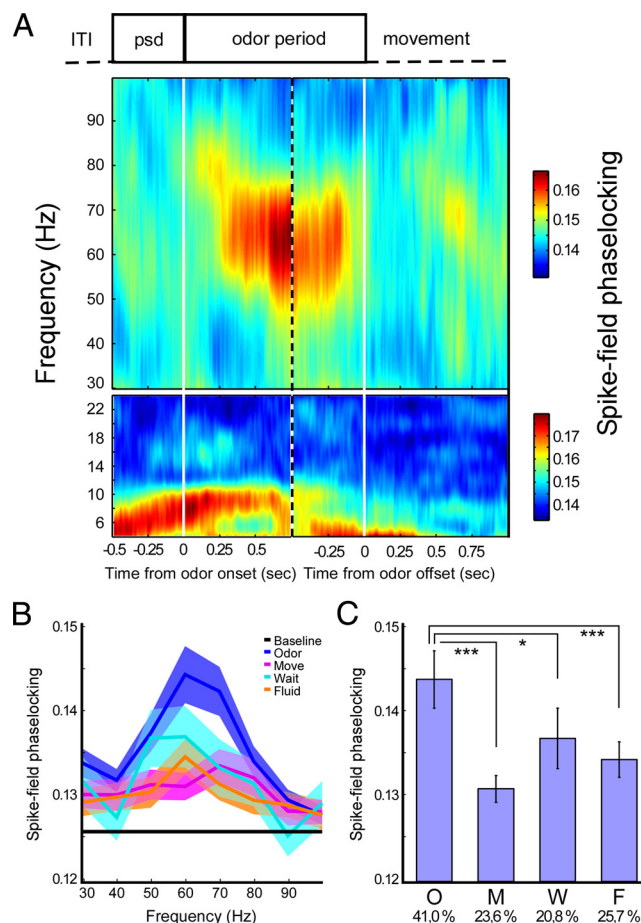 A
ITI psd odor period movement
Frequency (Hz)
90
80
70
60
50
40
30
22
18
14
10
6
-0.5 -0.25 0 0.25 0.5 -0.25 0 0.25 0.5
Time from odor onset (sec) Time from odor offset (sec)
0.16
0.15
0.14
0.17
0.16
0.15
0.14
Spike-field phaselocking
B
0.15
0.14
0.13
0.12
Spike-field phaselocking
Baseline
Odor
Move
Wait
Fluid
30 40 50 60 70 80 90
Frequency (Hz)
C
0.15
0.14
0.13
0.12
Spike-field phaselocking
***
*
***
O M W F
41,0 % 23,6 % 20,8 % 25,7 %